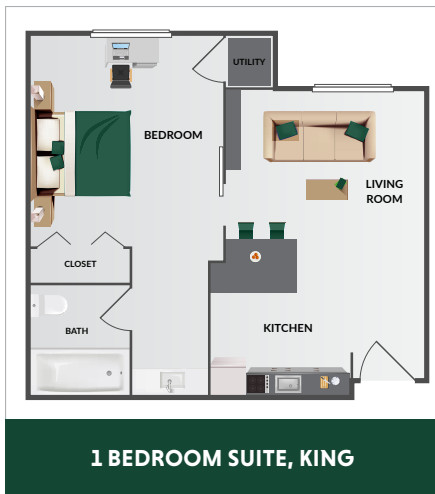 UTILITY
BEDROOM
LIVING
ROOM
CLOSET
BATH
KITCHEN
1 BEDROOM SUITE, KING